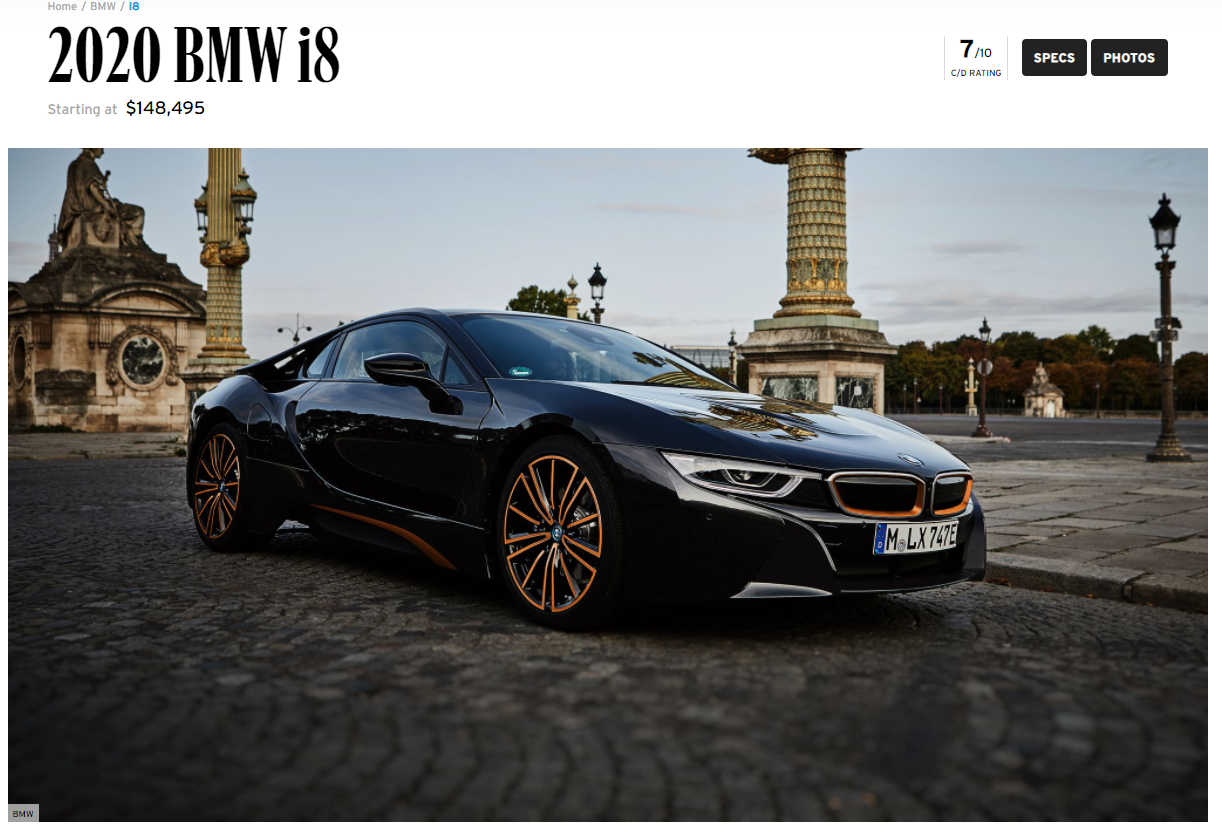 Home / BMW / I8
2020 BMW i8
Starting at $148,495
7/10
C/D RATING
SPECS
PHOTOS
M LX 747E
D
BMW